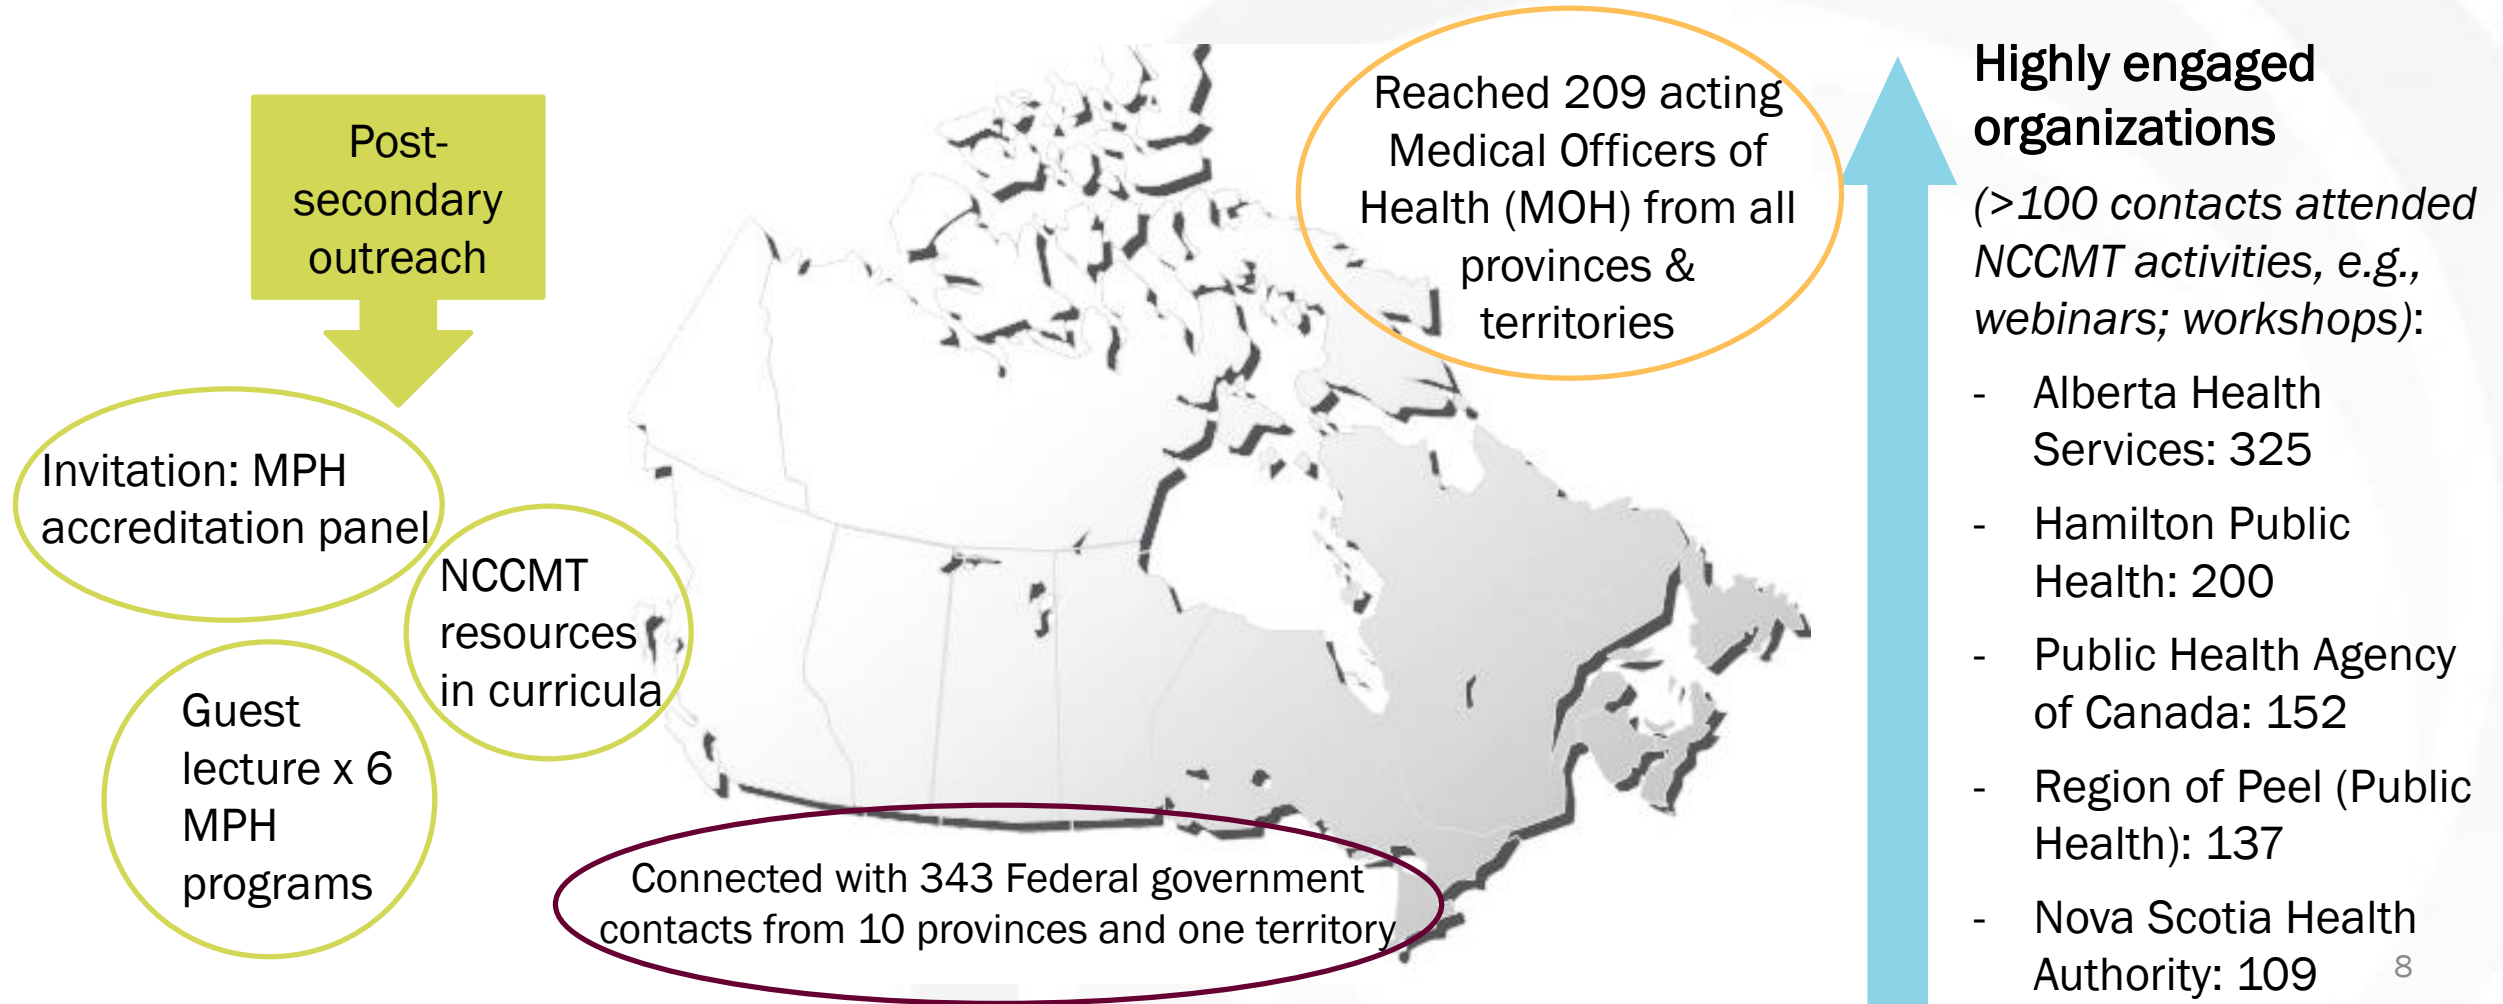 Post-
secondary
outreach
Invitation: MPH
accreditation panel
NCCMT
resources
in curricula
Guest
lecture x 6
MPH
programs
Reached 209 acting
Medical Officers of
Health (MOH) from all
provinces &
territories
Connected with 343 Federal government
contacts from 10 provinces and one territory
Highly engaged
organizations
(>100 contacts attended
NCCMT activities, e.g.,
webinars; workshops):
- Alberta Health
Services: 325
- Hamilton Public
Health: 200
- Public Health Agency
of Canada: 152
- Region of Peel (Public
Health): 137
- Nova Scotia Health
Authority: 109
8